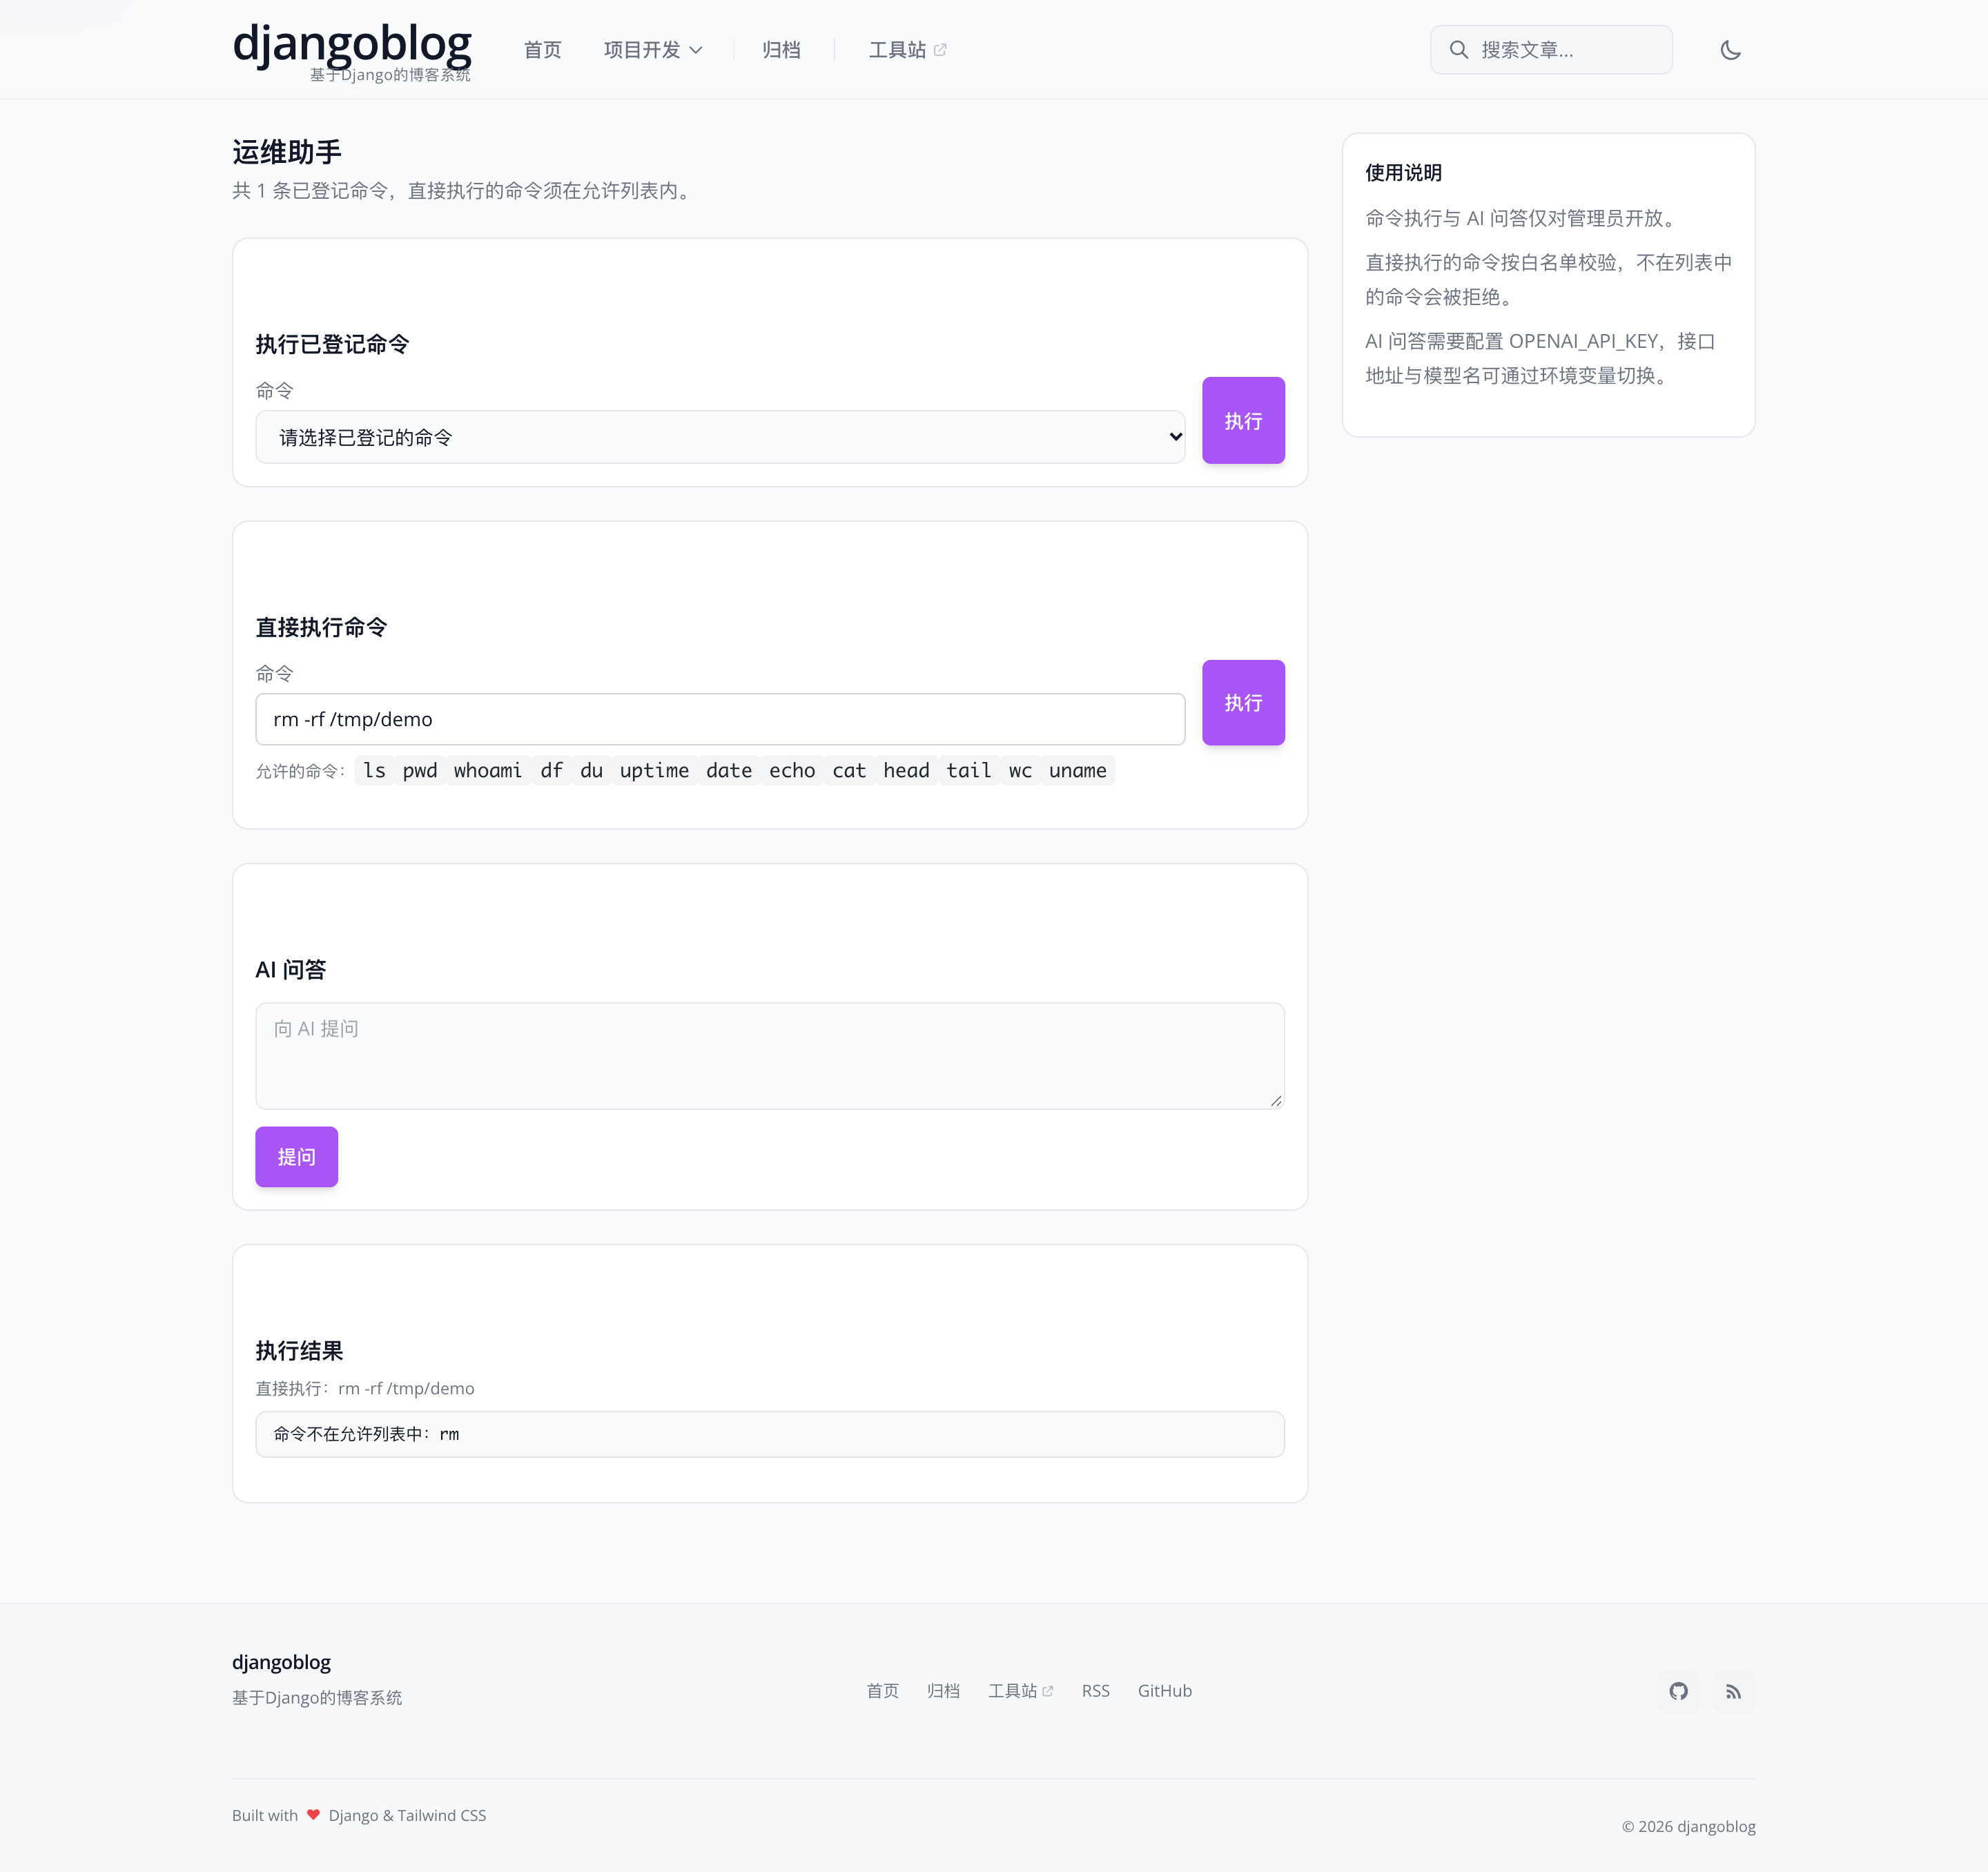 djangoblog
基于Django的博客系统
首页 项目开发 归档 工具站
搜索文章...
运维助手
共 1 条已登记命令，直接执行的命令须在允许列表内。
执行已登记命令
命令
请选择已登记的命令
执行
直接执行命令
命令
rm -rf /tmp/demo
执行
允许的命令： ls pwd whoami df du uptime date echo cat head tail wc uname
AI 问答
向 AI 提问
提问
执行结果
直接执行：rm -rf /tmp/demo
命令不在允许列表中：rm
使用说明
命令执行与 AI 问答仅对管理员开放。
直接执行的命令按白名单校验，不在列表中
的命令会被拒绝。
AI 问答需要配置 OPENAI_API_KEY，接口
地址与模型名可通过环境变量切换。
djangoblog
基于Django的博客系统
首页 归档 工具站 RSS GitHub
Built with ❤ Django & Tailwind CSS
© 2026 djangoblog